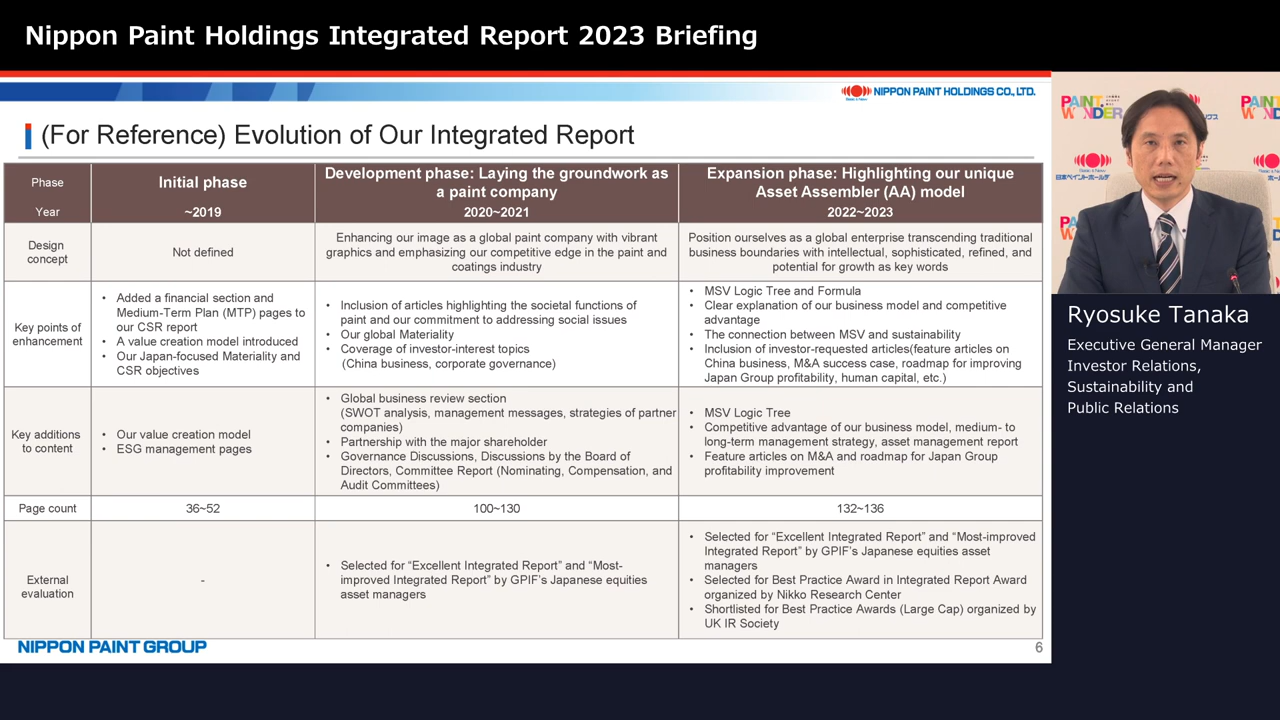 Nippon Paint Holdings Integrated Report 2023 Briefing
NIPPON PAINT HOLDINGS CO., LTD.
(For Reference) Evolution of Our Integrated Report
Phase
Initial phase
Development phase: Laying the groundwork as
a paint company
Expansion phase: Highlighting our unique
Asset Assembler (AA) model
Year
~2019
2020~2021
2022~2023
Design
concept
Not defined
Enhancing our image as a global paint company with vibrant
graphics and emphasizing our competitive edge in the paint and
coatings industry
Position ourselves as a global enterprise transcending traditional
business boundaries with intellectual, sophisticated, refined, and
potential for growth as key words
Key points of
enhancement
• Added a financial section and
Medium-Term Plan (MTP) pages to
our CSR report
• A value creation model introduced
• Our Japan-focused Materiality and
CSR objectives
• Inclusion of articles highlighting the societal functions of
paint and our commitment to addressing social issues
• Our global Materiality
• Coverage of investor-interest topics
(China business, corporate governance)
• MSV Logic Tree and Formula
• Clear explanation of our business model and competitive
advantage
• The connection between MSV and sustainability
• Inclusion of investor-requested articles(feature articles on
China business, M&A success case, roadmap for improving
Japan Group profitability, human capital, etc.)
Key additions
to content
• Our value creation model
• ESG management pages
• Global business review section
(SWOT analysis, management messages, strategies of partner
companies)
• Partnership with the major shareholder
• Governance Discussions, Discussions by the Board of
Directors, Committee Report (Nominating, Compensation, and
Audit Committees)
• MSV Logic Tree
• Competitive advantage of our business model, medium- to
long-term management strategy, asset management report
• Feature articles on M&A and roadmap for Japan Group
profitability improvement
Page count
36~52
100~130
132~136
External
evaluation
-
• Selected for “Excellent Integrated Report” and “Most-
improved Integrated Report” by GPIF’s Japanese equities
asset managers
• Selected for “Excellent Integrated Report” and “Most-improved
Integrated Report” by GPIF’s Japanese equities asset
managers
• Selected for Best Practice Award in Integrated Report Award
organized by Nikko Research Center
• Shortlisted for Best Practice Awards (Large Cap) organized by
UK IR Society
NIPPON PAINT GROUP
6
PAINT
WONDER
日本ペイントホールデ
Ryosuke Tanaka
Executive General Manager
Investor Relations,
Sustainability and
Public Relations